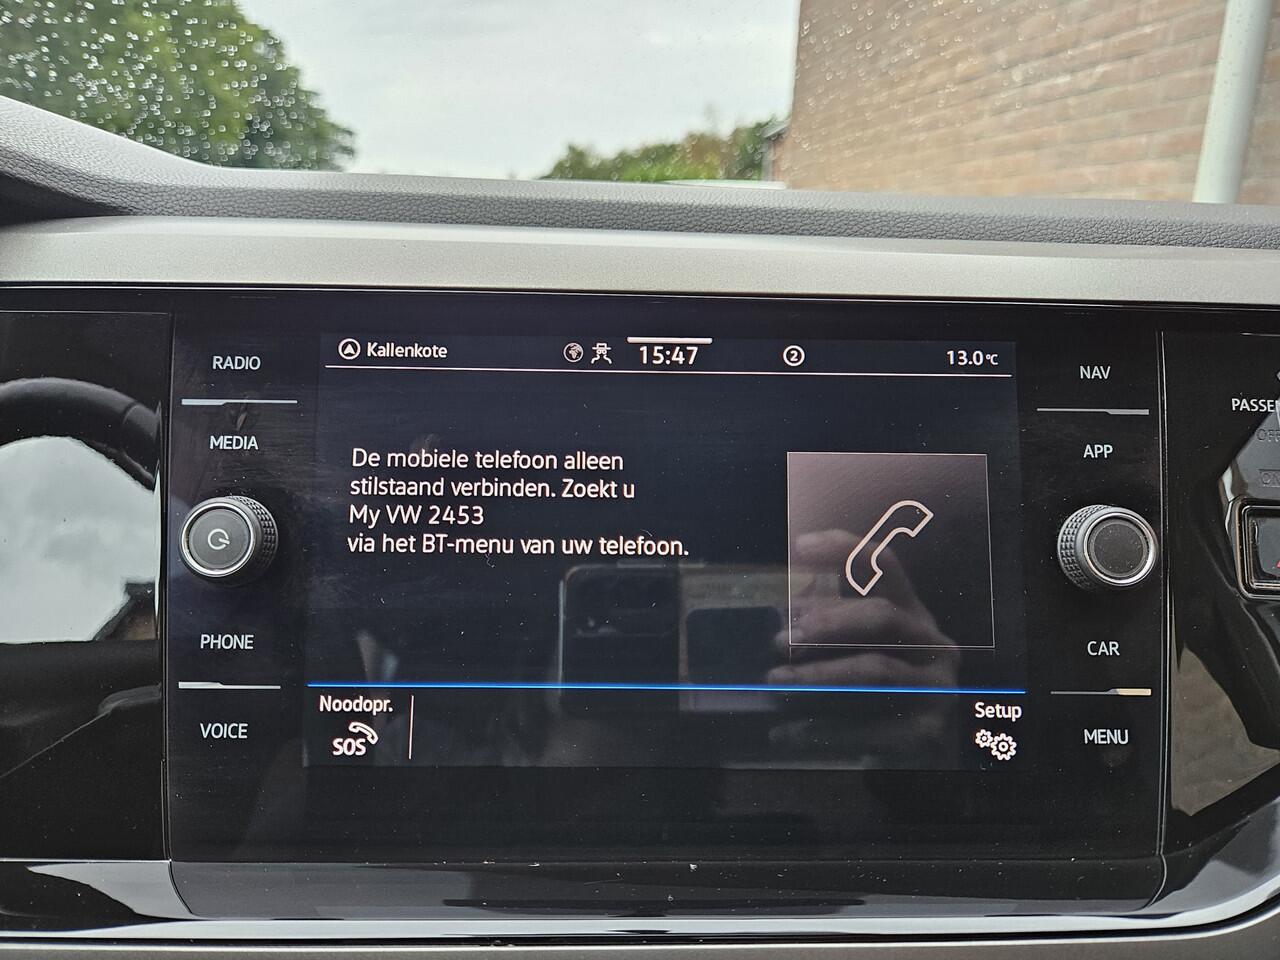 Kallenkote
15:47
2
13.0°C
RADIO
MEDIA
PHONE
VOICE
De mobiele telefoon alleen
stilstaand verbinden. Zoekt u
My VW 2453
via het BT-menu van uw telefoon.
Noodopr.
SOS
Setup
NAV
APP
CAR
MENU